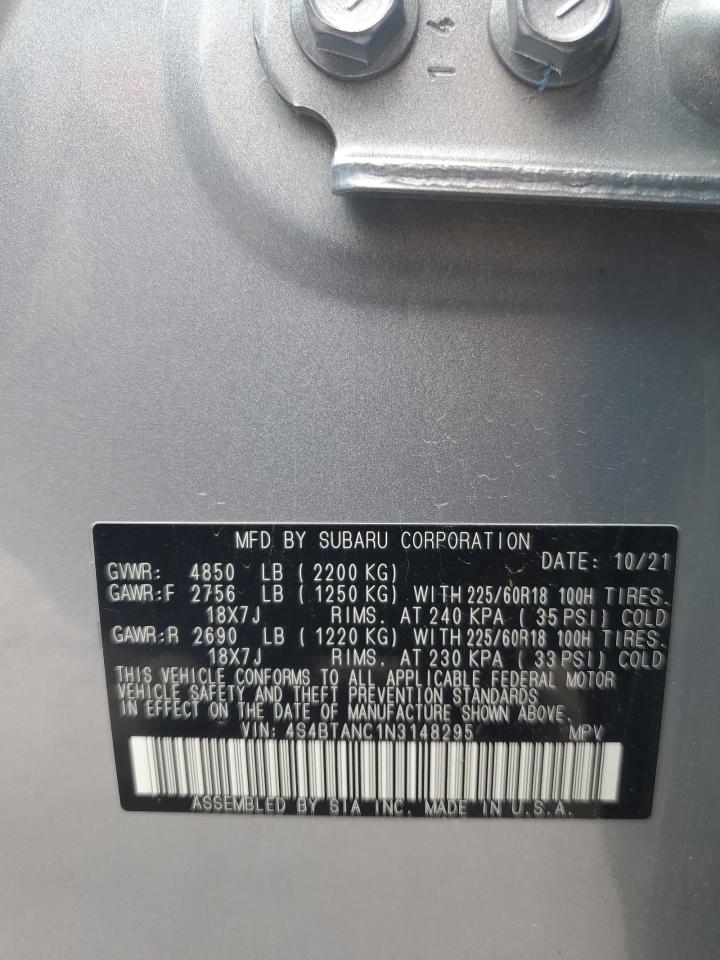 14
MFD BY SUBARU CORPORATION
DATE: 10/21
GVWR: 4850 LB ( 2200 KG)
GAWR:F 2756 LB ( 1250 KG) WITH 225/60R18 100H TIRES.
18X7J RIMS. AT 240 KPA ( 35 PSI) COLD
GAWR:R 2690 LB ( 1220 KG) WITH 225/60R18 100H TIRES.
18X7J RIMS. AT 230 KPA ( 33 PSI) COLD
THIS VEHICLE CONFORMS TO ALL APPLICABLE FEDERAL MOTOR
VEHICLE SAFETY AND THEFT PREVENTION STANDARDS
IN EFFECT ON THE DATE OF MANUFACTURE SHOWN ABOVE.
VIN: 4S4BTANC1N3148295 MPV
ASSEMBLED BY SIA INC. MADE IN U.S.A.